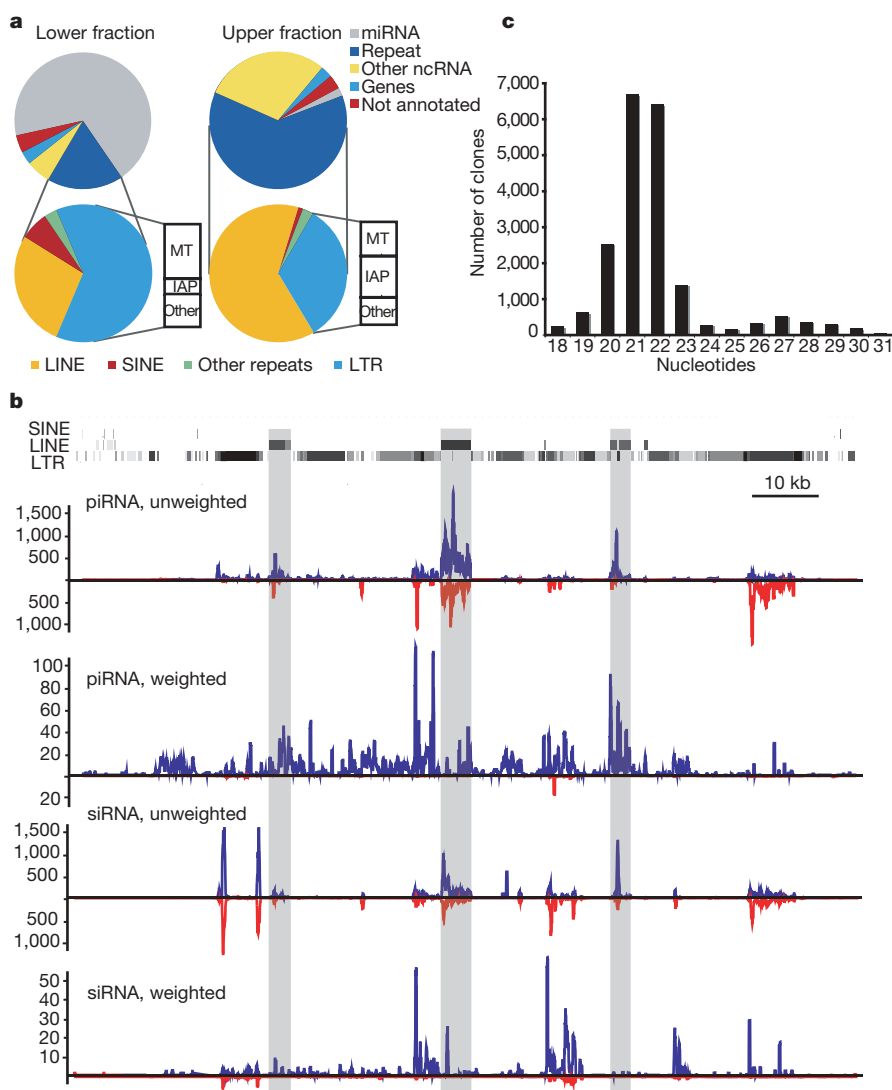 a
Lower fraction
Upper fraction
miRNA
Repeat
Other ncRNA
Genes
Not annotated
MT
IAP
Other
MT
IAP
Other
LINE
SINE
Other repeats
LTR
c
Number of clones
7,000
6,000
5,000
4,000
3,000
2,000
1,000
0
18 19 20 21 22 23 24 25 26 27 28 29 30 31
Nucleotides
b
SINE
LINE
LTR
10 kb
piRNA, unweighted
1,500
1,000
500
500
1,000
piRNA, weighted
100
80
60
40
20
20
siRNA, unweighted
1,500
1,000
500
500
1,000
siRNA, weighted
50
40
30
20
10